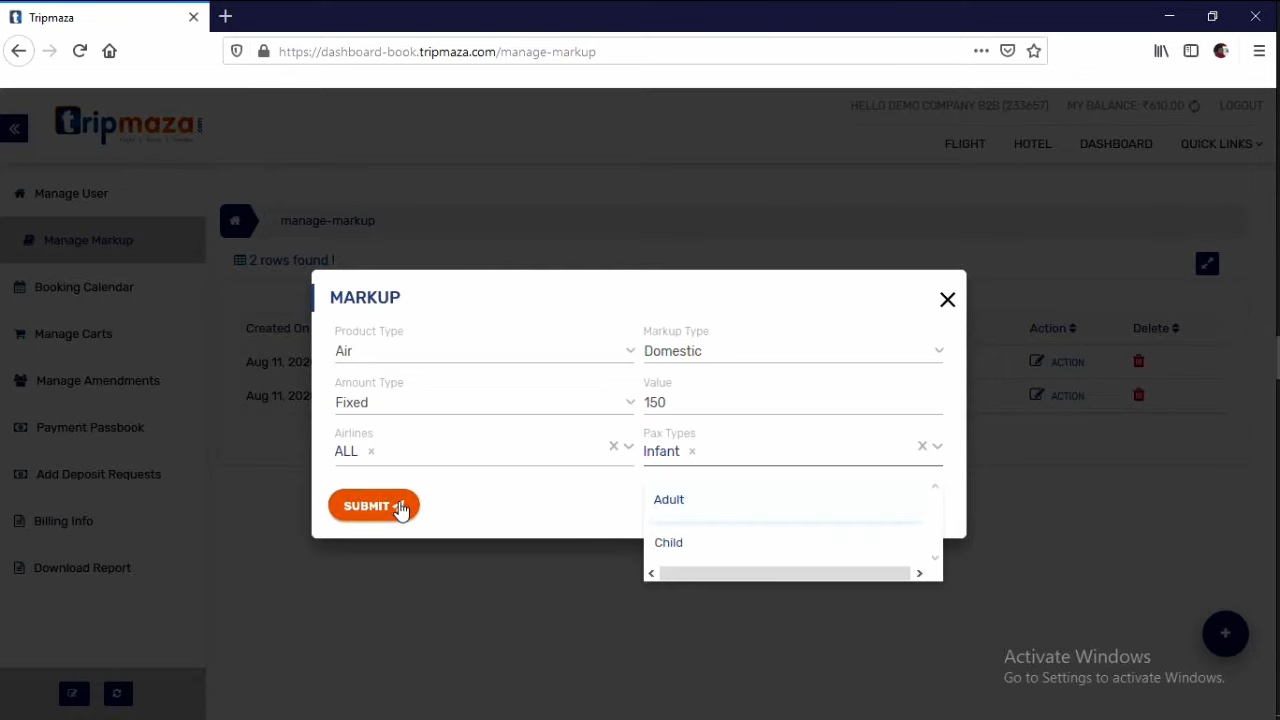 Tripmaza
https://dashboard-book.tripmaza.com/manage-markup
tripmaza.com
HELLO DEMO COMPANY B2B (233657) MY BALANCE: ₹610.00 LOGOUT
FLIGHT HOTEL DASHBOARD QUICK LINKS
Manage User
Manage Markup
Booking Calendar
Manage Carts
Manage Amendments
Payment Passbook
Add Deposit Requests
Billing Info
Download Report
manage-markup
2 rows found !
Created On Action Delete
Aug 11, 202 ACTION
Aug 11, 202 ACTION
MARKUP
Product Type Markup Type
Air Domestic
Amount Type Value
Fixed 150
Airlines Pax Types
ALL × Infant ×
Adult
Child
SUBMIT
Activate Windows
Go to Settings to activate Windows.